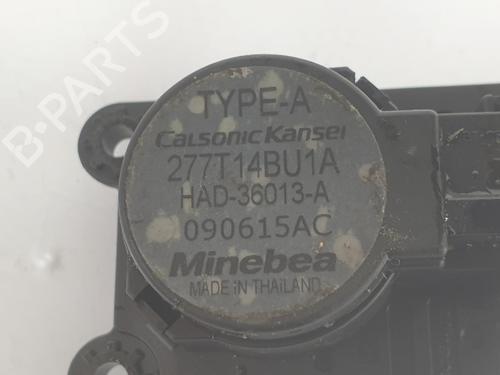 B-PARTS
TYPE-A
CALSONIC KANSEI
277T14BU1A
HAD-36013-A
090615AC
Minebea
MADE IN THAILAND